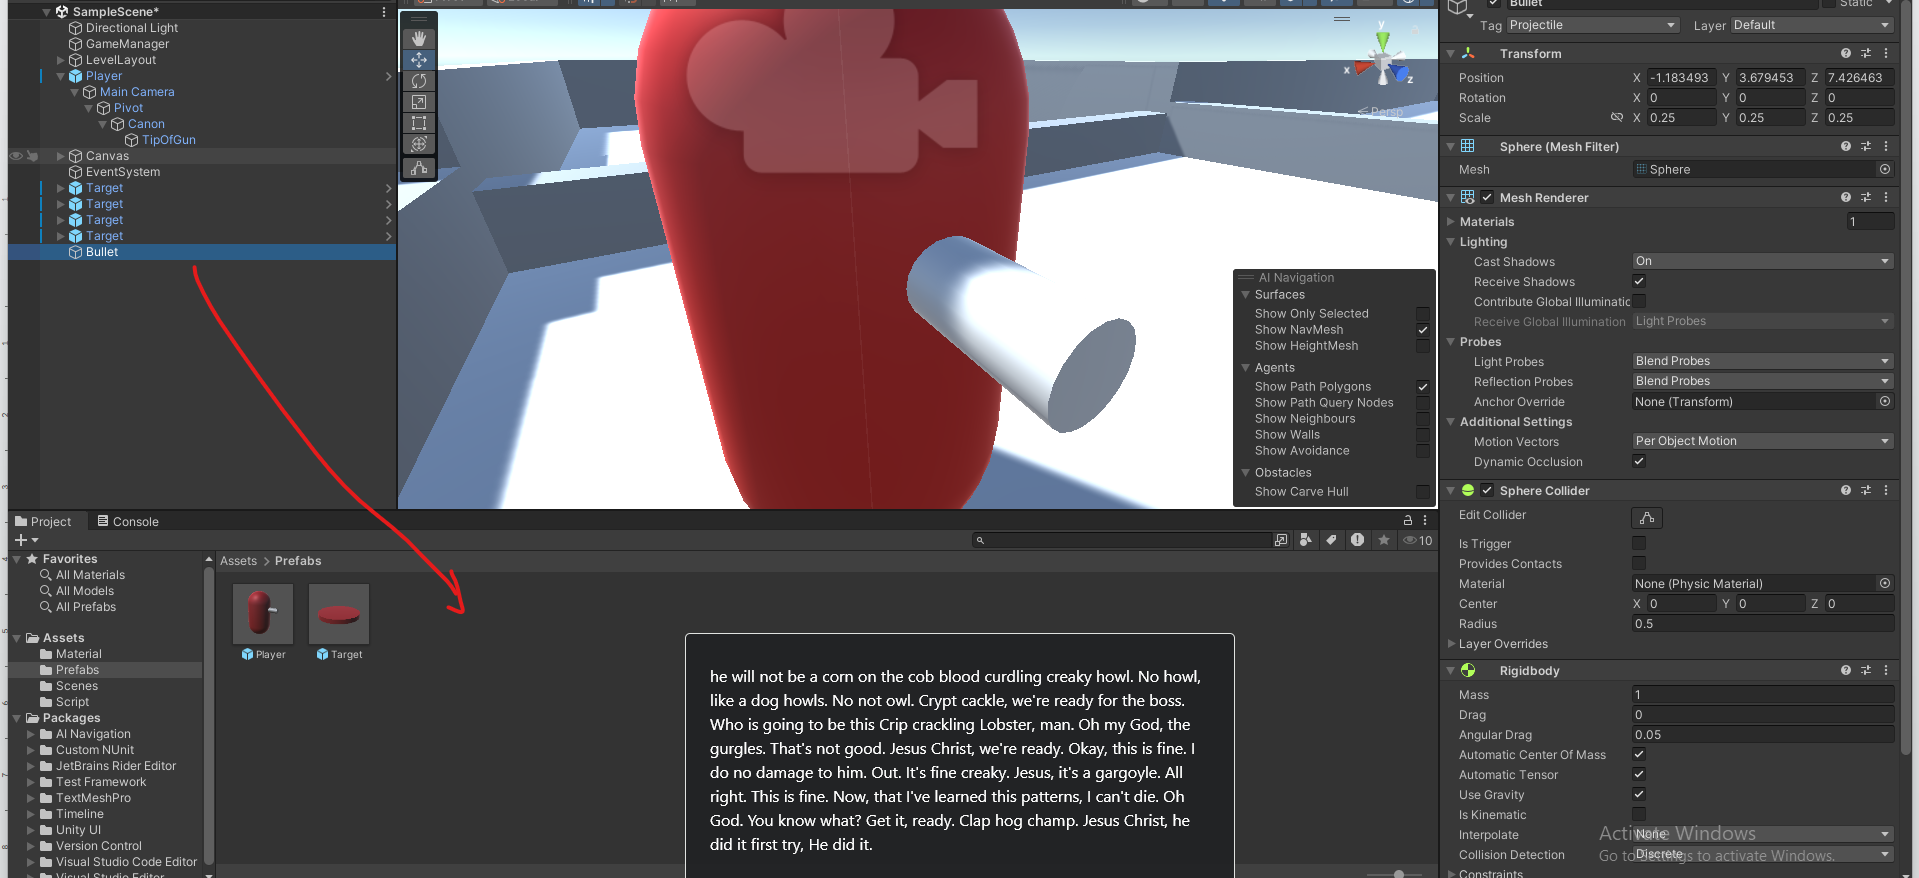 SampleScene*
Directional Light
GameManager
LevelLayout
Player
Main Camera
Pivot
Canon
TipOfGun
Canvas
EventSystem
Target
Target
Target
Target
Bullet
y
x
z
Persp
AI Navigation
Surfaces
Show Only Selected
Show NavMesh
Show HeightMesh
Agents
Show Path Polygons
Show Path Query Nodes
Show Neighbours
Show Walls
Show Avoidance
Obstacles
Show Carve Hull
Bullet
Static
Tag Projectile Layer Default
Transform
Position X -1.183493 Y 3.679453 Z 7.426463
Rotation X 0 Y 0 Z 0
Scale X 0.25 Y 0.25 Z 0.25
Sphere (Mesh Filter)
Mesh Sphere
Mesh Renderer
Materials 1
Lighting
Cast Shadows On
Receive Shadows
Contribute Global Illuminatic
Receive Global Illumination Light Probes
Probes
Light Probes Blend Probes
Reflection Probes Blend Probes
Anchor Override None (Transform)
Additional Settings
Motion Vectors Per Object Motion
Dynamic Occlusion
Sphere Collider
Edit Collider
Is Trigger
Provides Contacts
Material None (Physic Material)
Center X 0 Y 0 Z 0
Radius 0.5
Layer Overrides
Rigidbody
Mass 1
Drag 0
Angular Drag 0.05
Automatic Center Of Mass
Automatic Tensor
Use Gravity
Is Kinematic
Interpolate None
Collision Detection Discrete
Constraints
Activate Windows
Go to Settings to activate Windows.
Project Console
10
Favorites
All Materials
All Models
All Prefabs
Assets
Material
Prefabs
Scenes
Script
Packages
AI Navigation
Custom NUnit
JetBrains Rider Editor
Test Framework
TextMeshPro
Timeline
Unity UI
Version Control
Visual Studio Code Editor
Visual Studio Editor
Assets > Prefabs
Player Target
he will not be a corn on the cob blood curdling creaky howl. No howl,
like a dog howls. No not owl. Crypt cackle, we're ready for the boss.
Who is going to be this Crip crackling Lobster, man. Oh my God, the
gurgles. That's not good. Jesus Christ, we're ready. Okay, this is fine. I
do no damage to him. Out. It's fine creaky. Jesus, it's a gargoyle. All
right. This is fine. Now, that I've learned this patterns, I can't die. Oh
God. You know what? Get it, ready. Clap hog champ. Jesus Christ, he
did it first try, He did it.